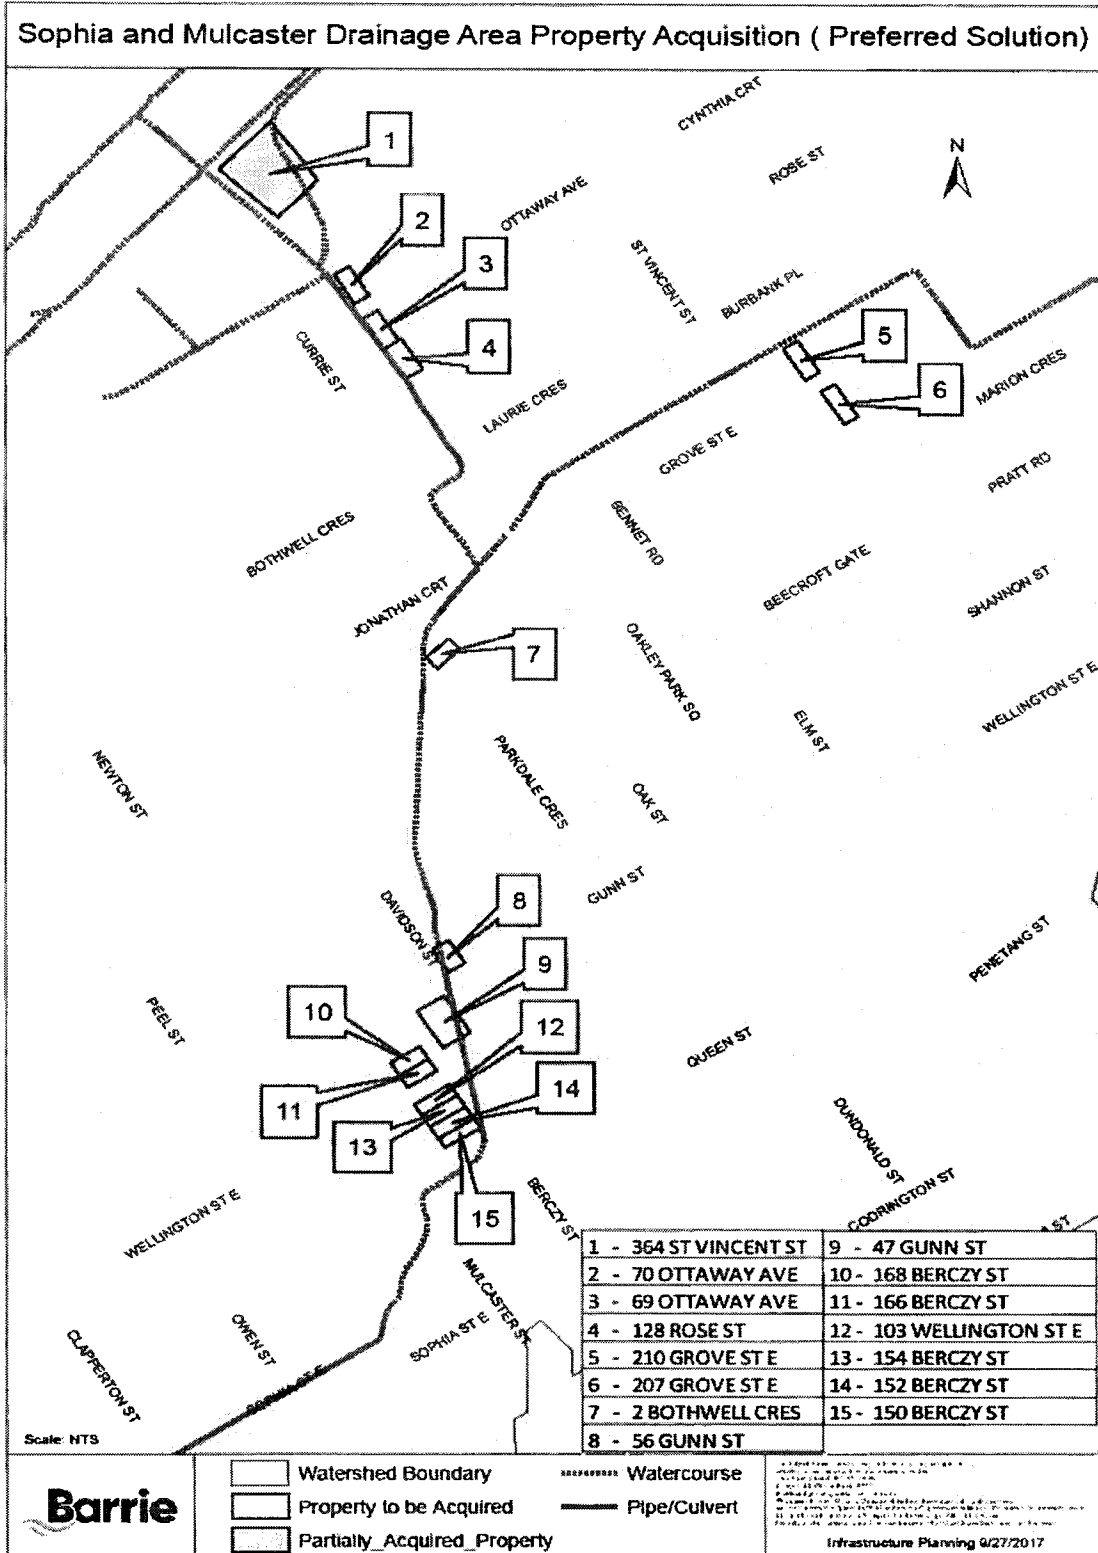 Sophia and Mulcaster Drainage Area Property Acquisition ( Preferred Solution)
CYNTHIA CRT
1
ROSE ST
N
OTTAWAY AVE
2
3
ST VINCENT ST
BURBANK PL
4
5
CURRIE ST
6
MARION CRES
LAURIE CRES
GROVE ST E
PRATT RD
BENNET RD
BOTHWELL CRES
BEECROFT GATE
SHANNON ST
JONATHAN CRT
7
OAKLEY PARK SQ
WELLINGTON ST E
ELM ST
NEWTON ST
PARKDALE CRES
OAK ST
GUNN ST
8
DAVIDSON ST
PENETANG ST
9
10
12
PEEL ST
QUEEN ST
14
11
13
DUNDONALD ST
CODRINGTON ST
15
BERCZY ST
WELLINGTON ST E
MULCASTER ST
OWEN ST
SOPHIA ST E
CLAPPERTON ST
1 - 364 ST VINCENT ST
2 - 70 OTTAWAY AVE
3 - 69 OTTAWAY AVE
4 - 128 ROSE ST
5 - 210 GROVE ST E
6 - 207 GROVE ST E
7 - 2 BOTHWELL CRES
8 - 56 GUNN ST
9 - 47 GUNN ST
10 - 168 BERCZY ST
11 - 166 BERCZY ST
12 - 103 WELLINGTON ST E
13 - 154 BERCZY ST
14 - 152 BERCZY ST
15 - 150 BERCZY ST
Scale: NTS
Barrie
Watershed Boundary
Property to be Acquired
Partially_Acquired_Property
Watercourse
Pipe/Culvert
Infrastructure Planning 9/27/2017